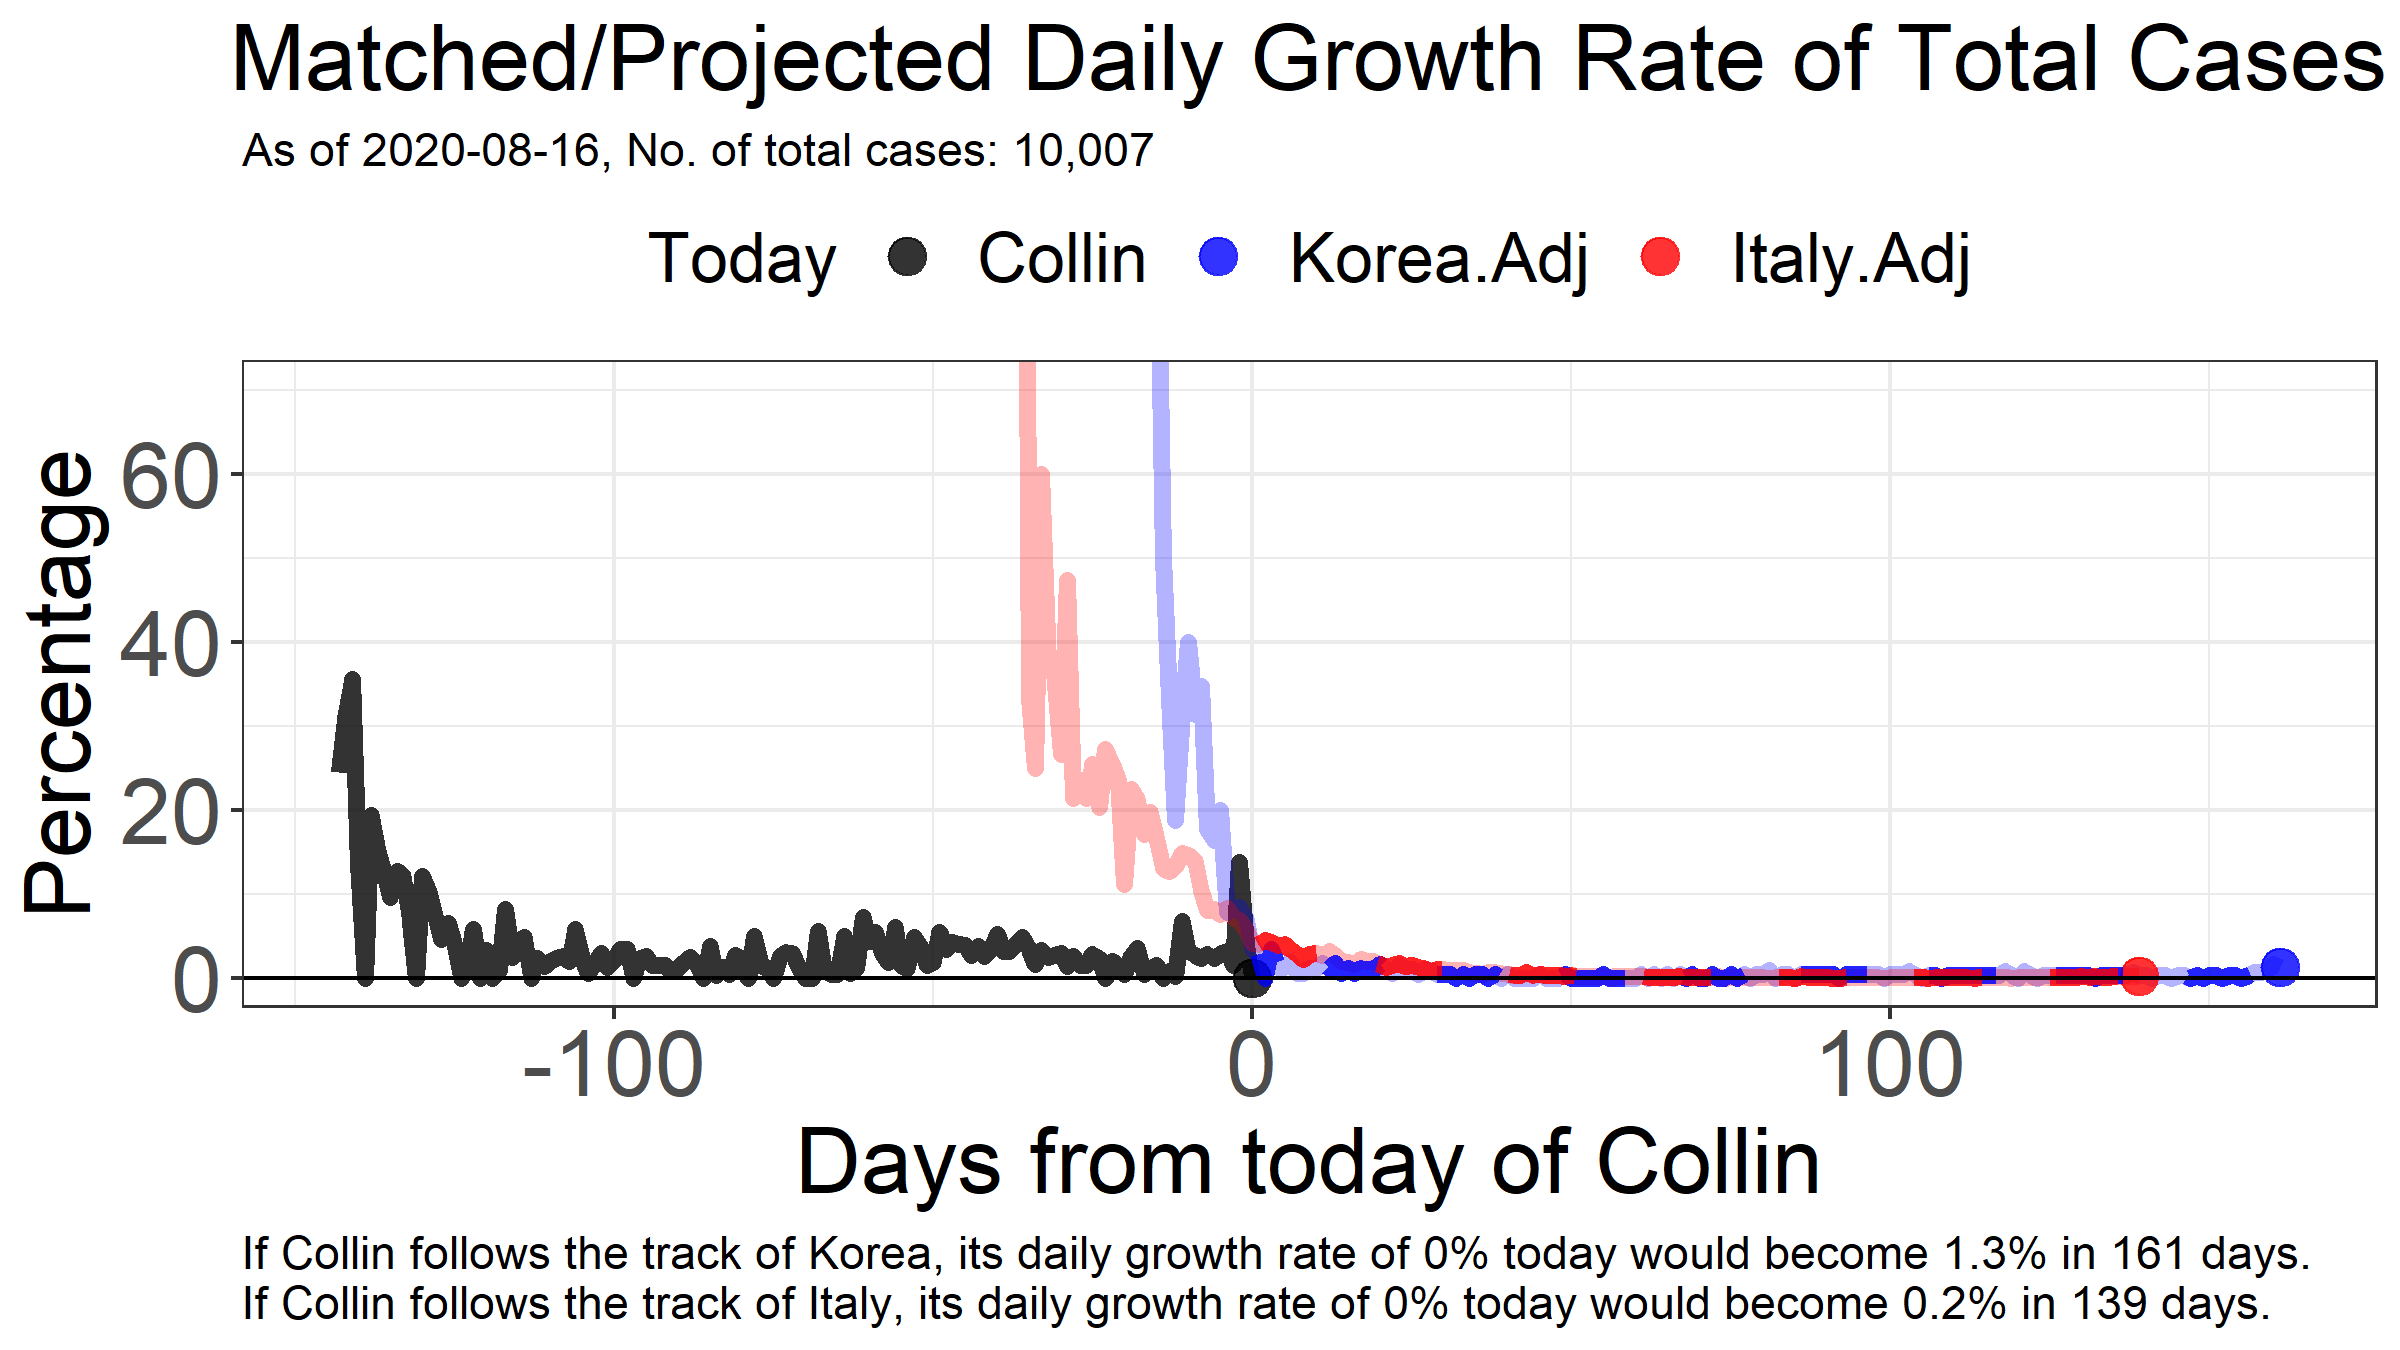 Matched/Projected Daily Growth Rate of Total Cases
As of 2020-08-16, No. of total cases: 10,007
Today Collin Korea.Adj Italy.Adj
Percentage
60
40
20
0
-100 0 100
Days from today of Collin
If Collin follows the track of Korea, its daily growth rate of 0% today would become 1.3% in 161 days.
If Collin follows the track of Italy, its daily growth rate of 0% today would become 0.2% in 139 days.